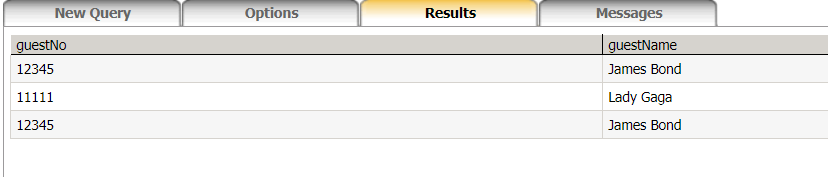 New Query Options Results Messages
guestNo guestName
12345 James Bond
11111 Lady Gaga
12345 James Bond